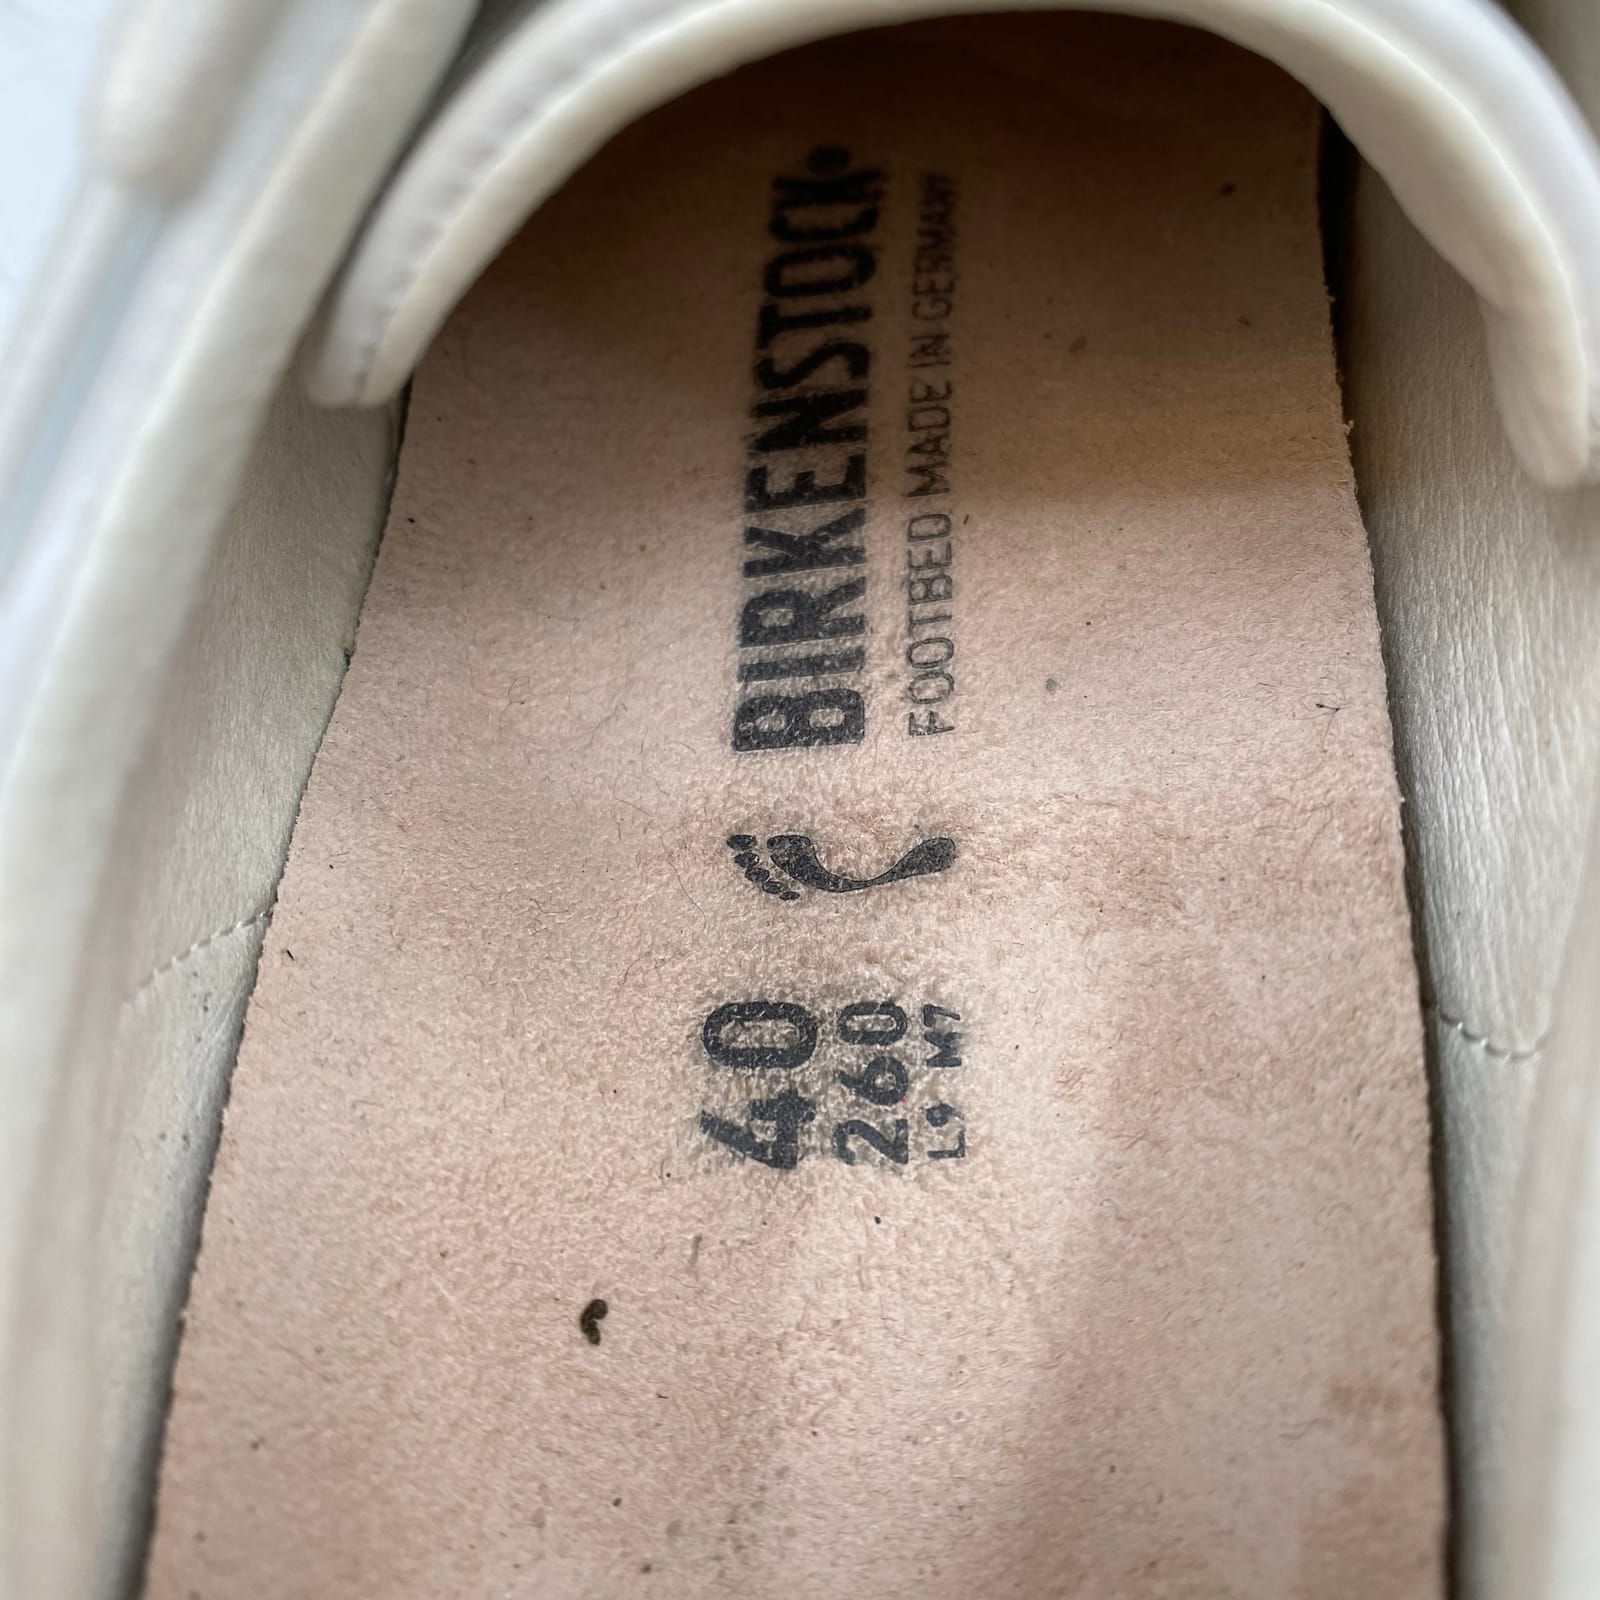 BIRKENSTOCK
FOOTBED MADE IN GERMANY
40
260
L9 M7